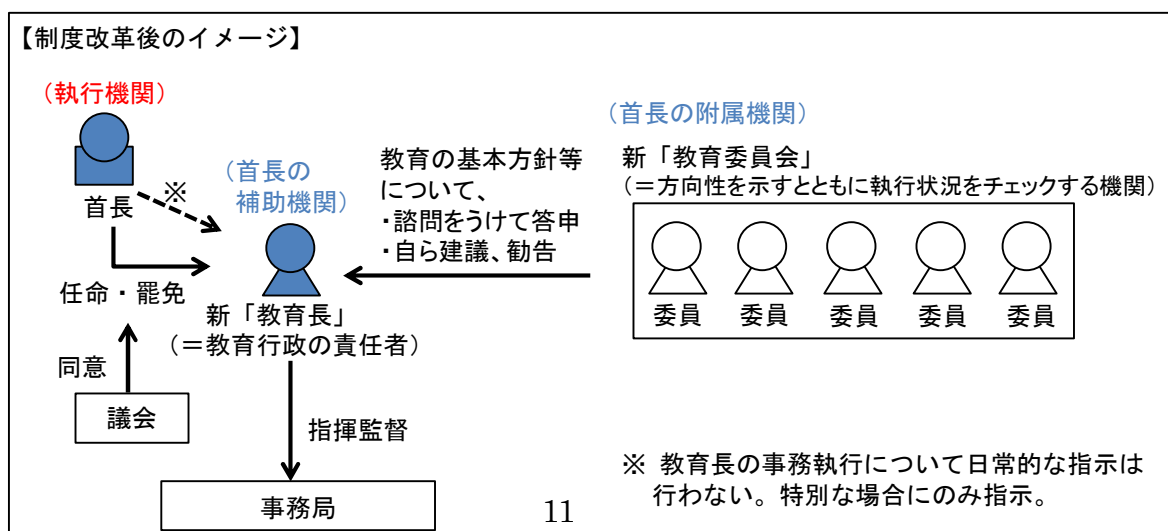 【制度改革後のイメージ】
（執行機関）
首長
※
（首長の
補助機関）
任命・罷免
同意
議会
新「教育長」
（＝教育行政の責任者）
指揮監督
事務局
教育の基本方針等
について、
・諮問をうけて答申
・自ら建議、勧告
（首長の附属機関）
新「教育委員会」
（＝方向性を示すとともに執行状況をチェックする機関）
委員 委員 委員 委員 委員
※ 教育長の事務執行について日常的な指示は
行わない。特別な場合にのみ指示。
11